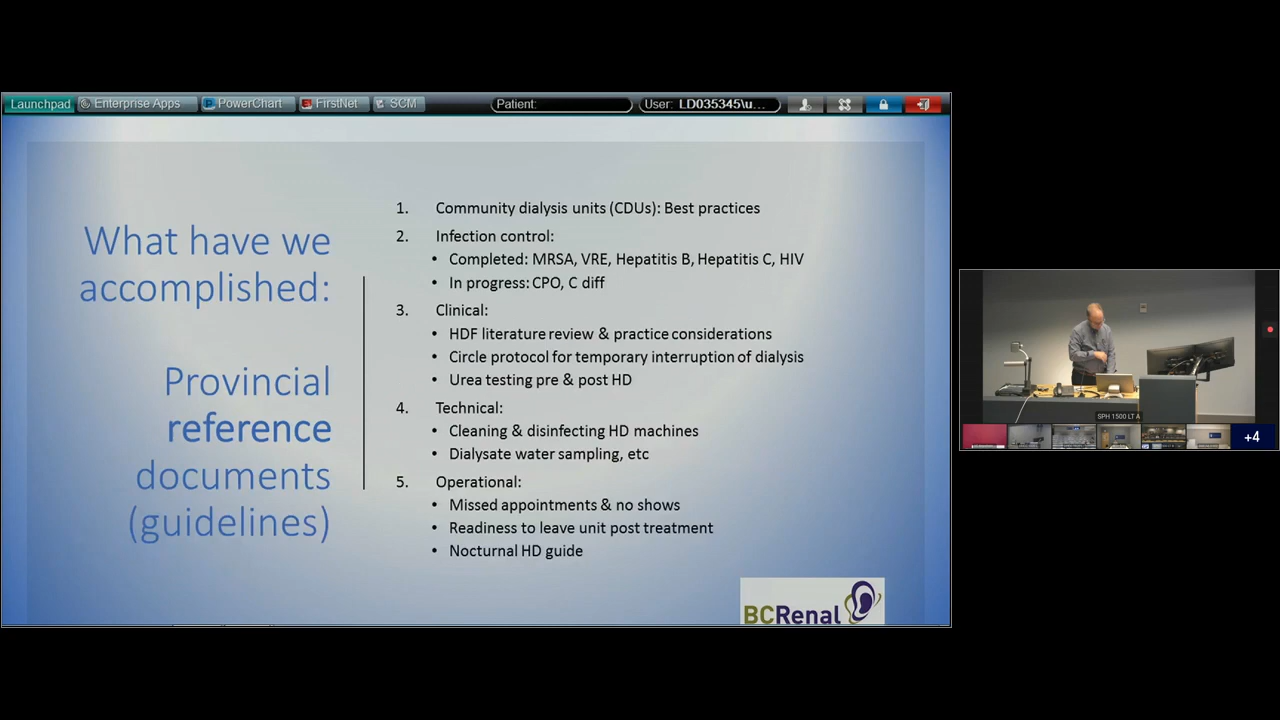 Launchpad Enterprise Apps PowerChart FirstNet SCM Patient: User: LD035345\u...
What have we
accomplished:
Provincial
reference
documents
(guidelines)
1. Community dialysis units (CDUs): Best practices
2. Infection control:
• Completed: MRSA, VRE, Hepatitis B, Hepatitis C, HIV
• In progress: CPO, C diff
3. Clinical:
• HDF literature review & practice considerations
• Circle protocol for temporary interruption of dialysis
• Urea testing pre & post HD
4. Technical:
• Cleaning & disinfecting HD machines
• Dialysate water sampling, etc
5. Operational:
• Missed appointments & no shows
• Readiness to leave unit post treatment
• Nocturnal HD guide
BCRenal
SPH 1500 LT A
+4